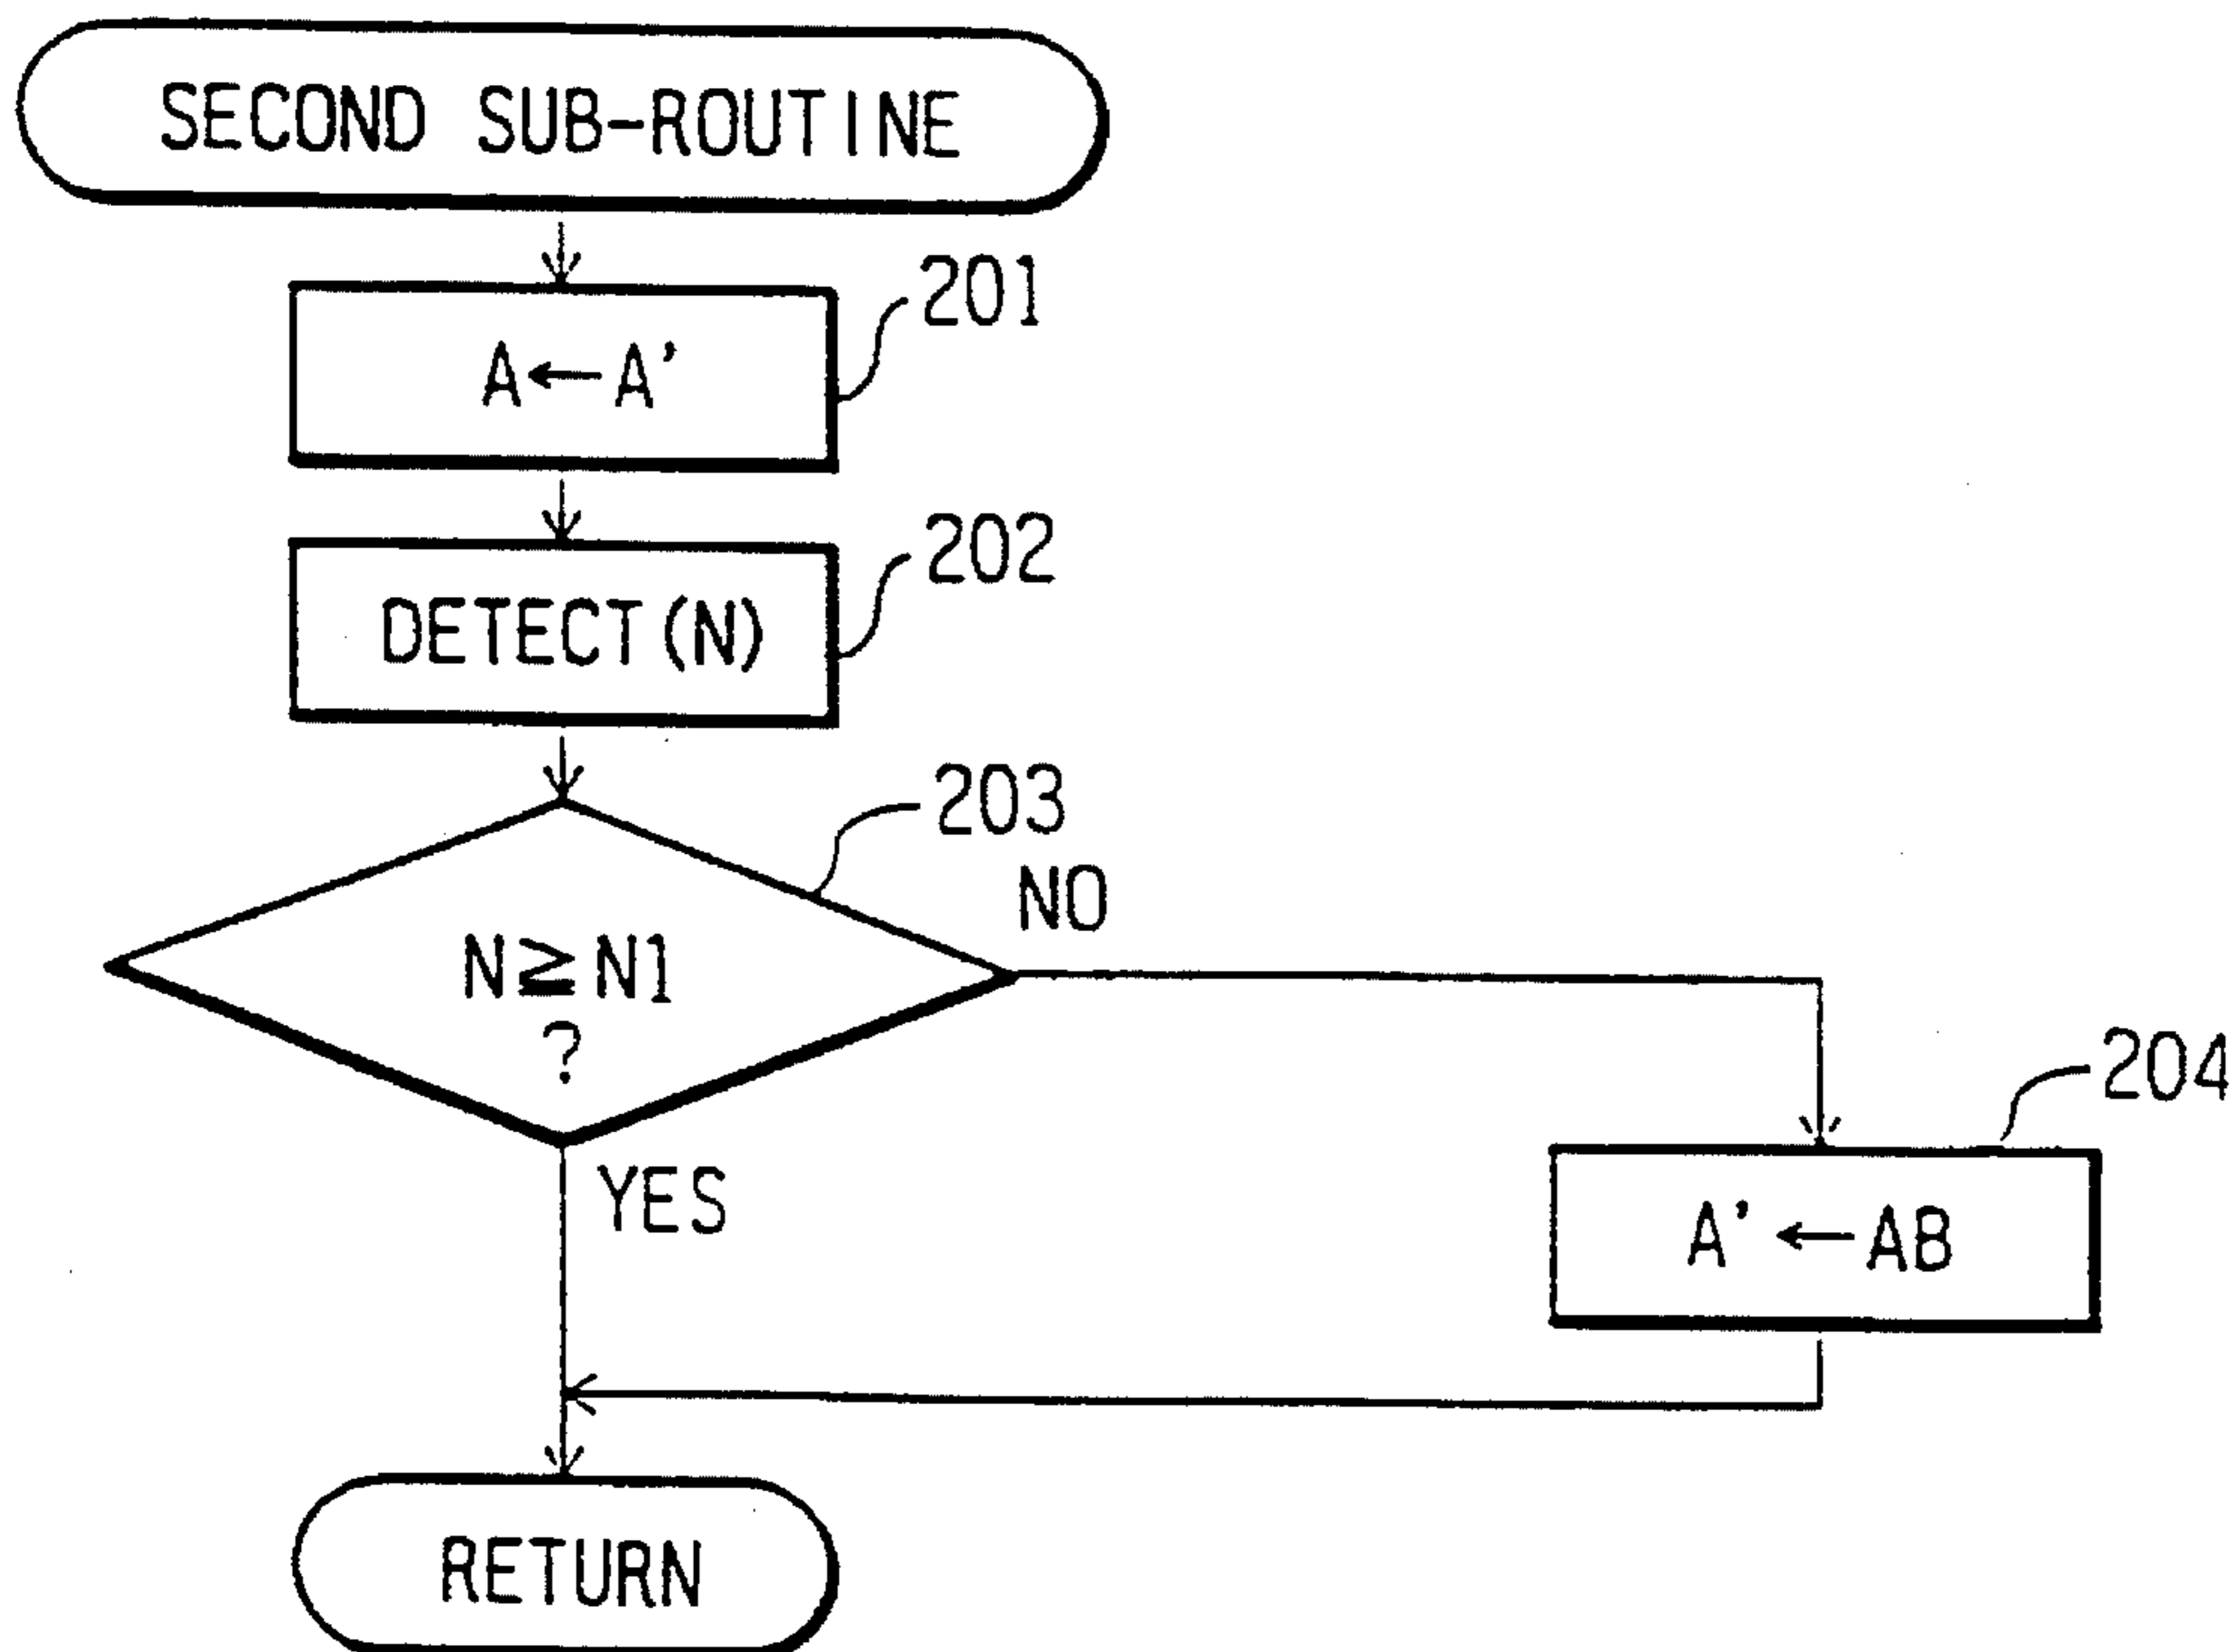 SECOND SUB-ROUTINE
201
A←A'
202
DETECT(N)
203
NO
N≧N1
?
204
YES
A'←AB
RETURN